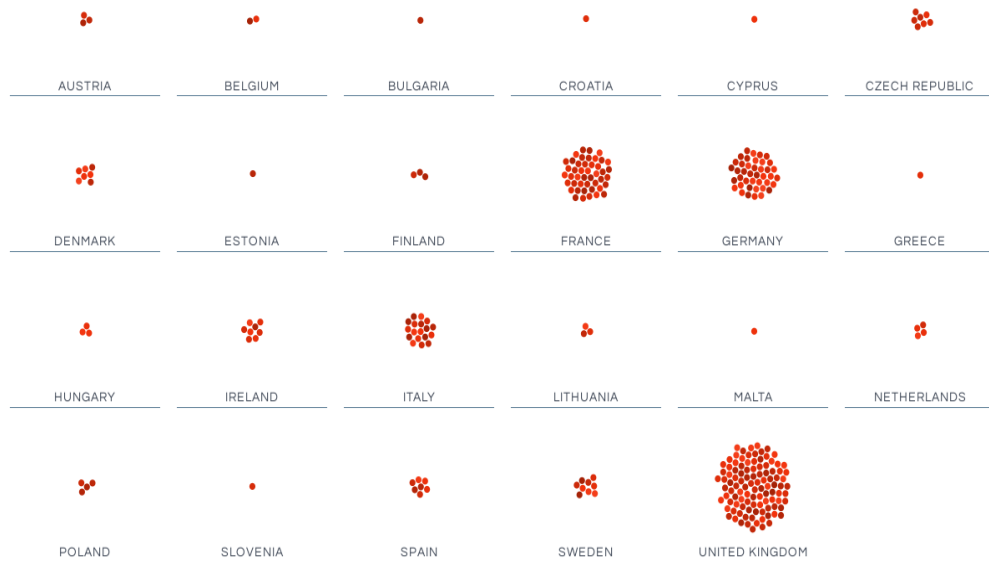 AUSTRIA
BELGIUM
BULGARIA
CROATIA
CYPRUS
CZECH REPUBLIC
DENMARK
ESTONIA
FINLAND
FRANCE
GERMANY
GREECE
HUNGARY
IRELAND
ITALY
LITHUANIA
MALTA
NETHERLANDS
POLAND
SLOVENIA
SPAIN
SWEDEN
UNITED KINGDOM